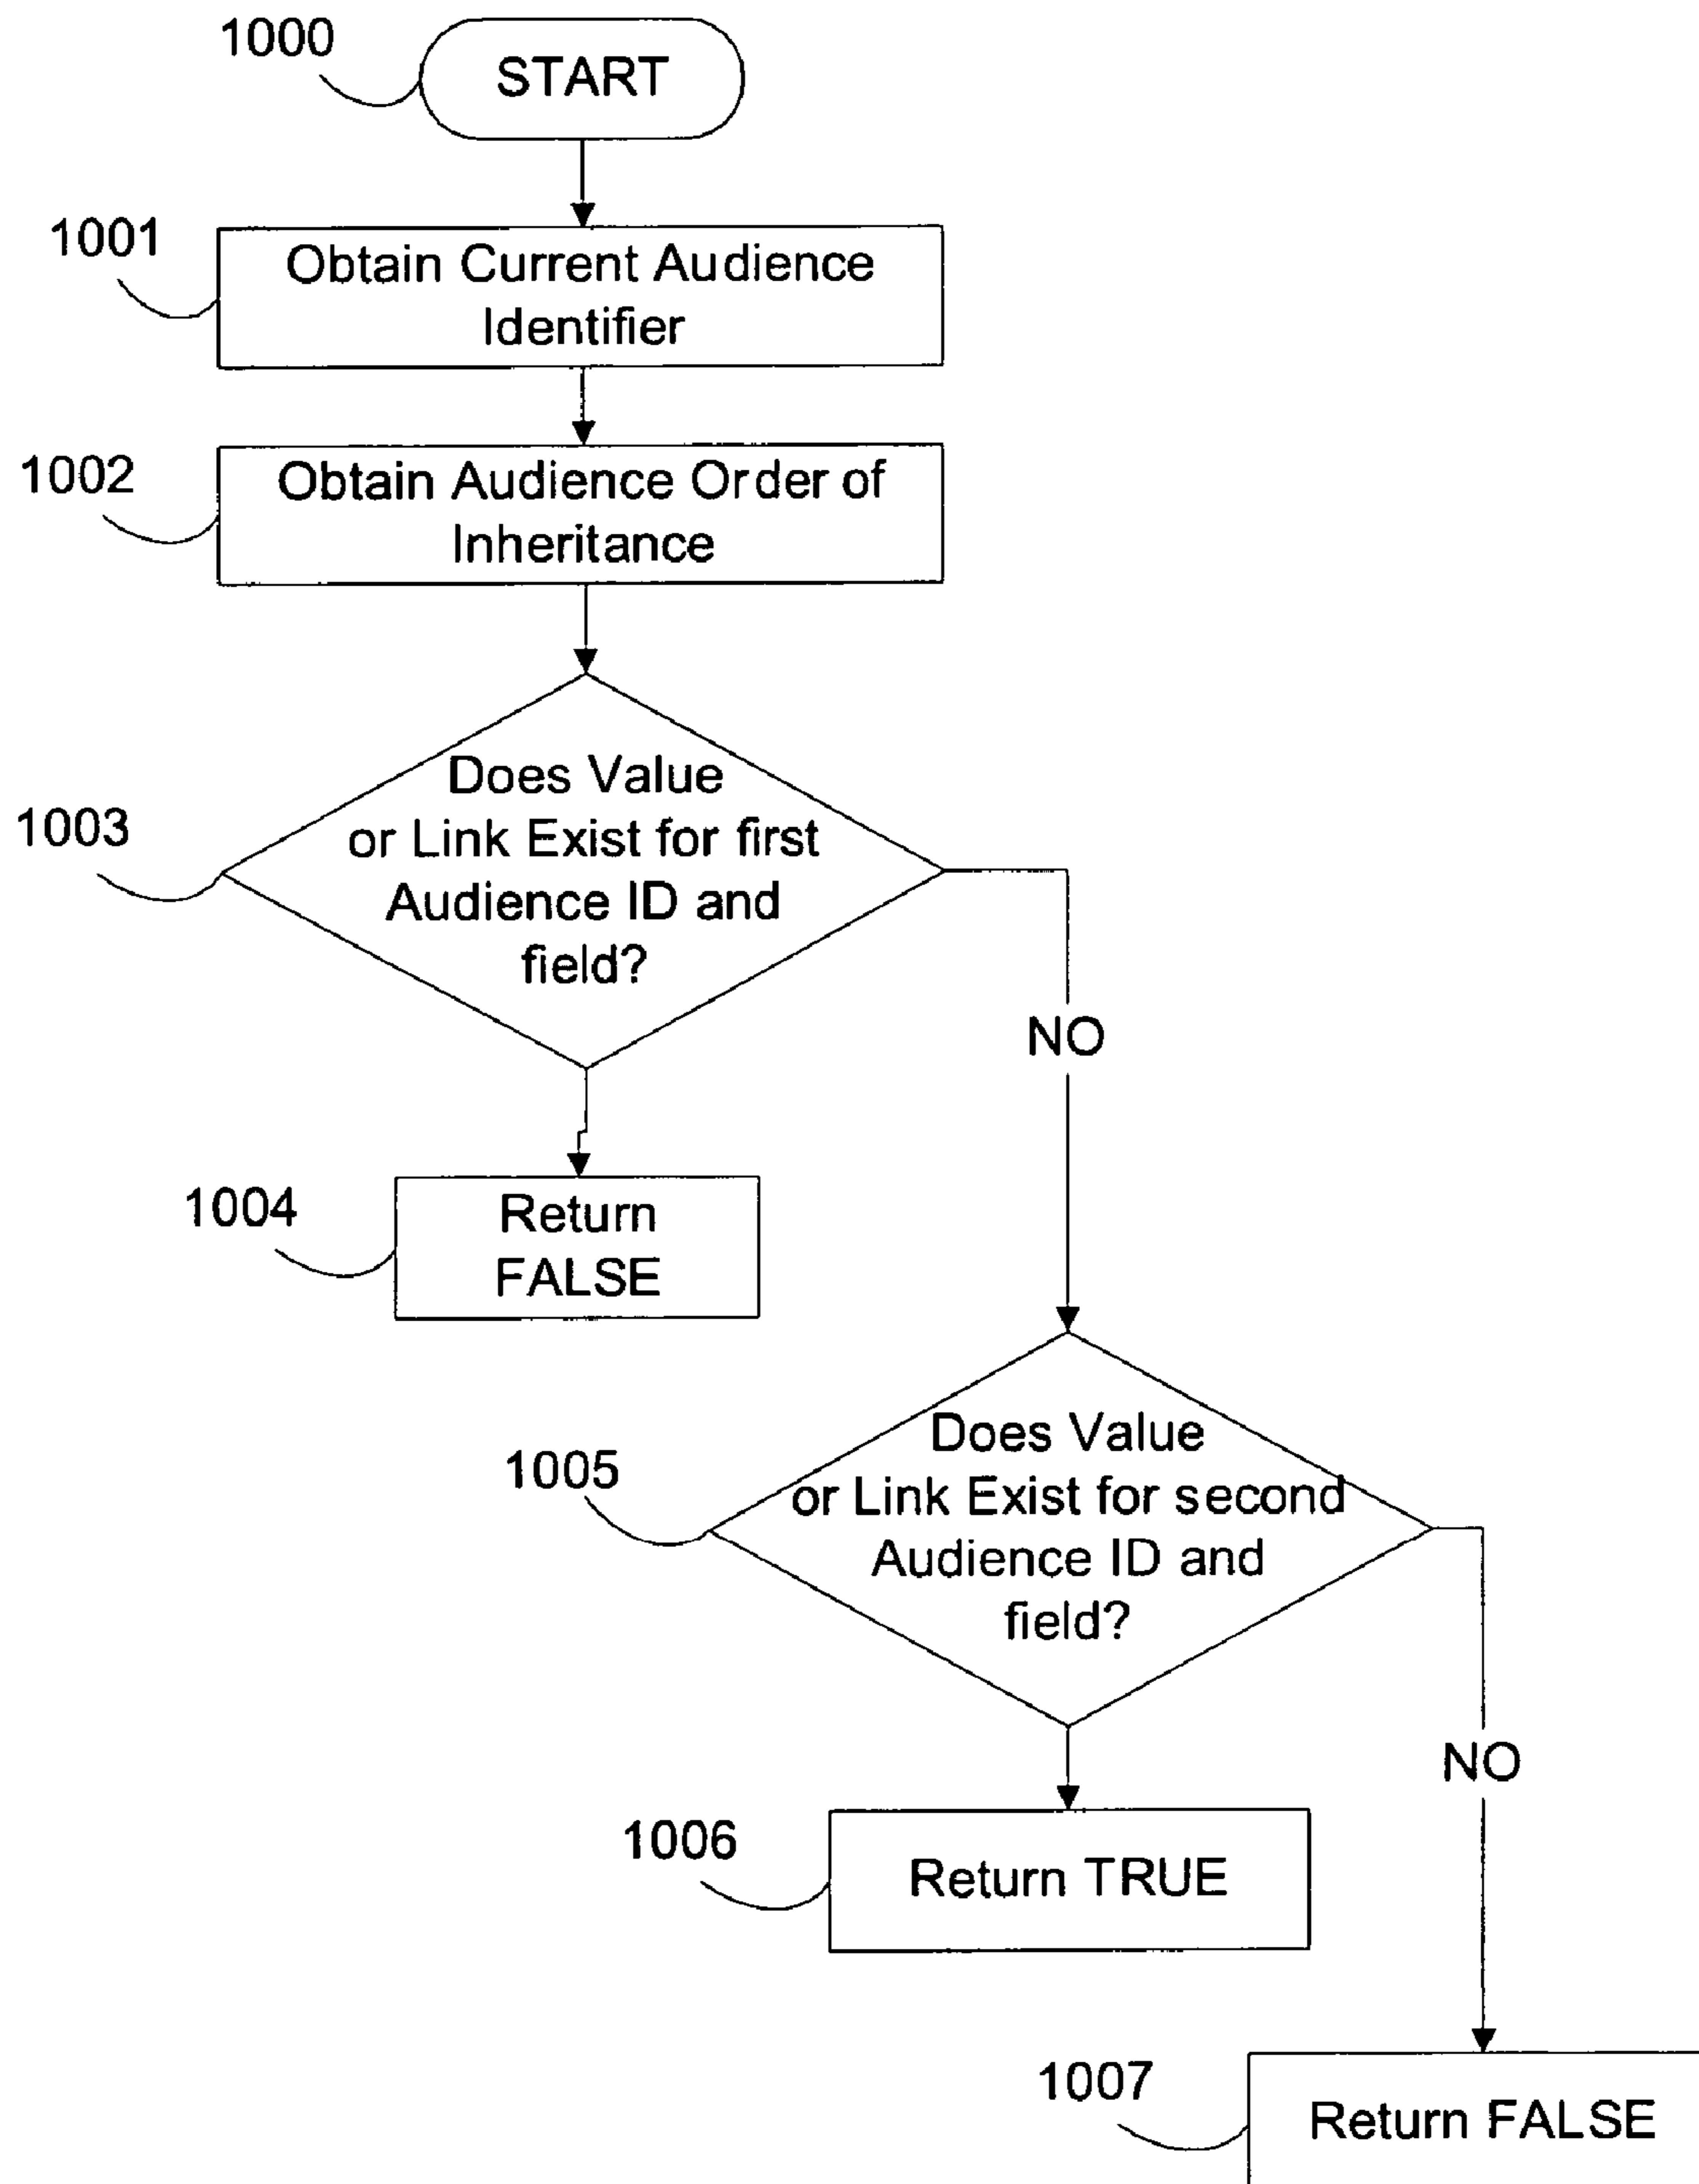 1000
START
1001
Obtain Current Audience
Identifier
1002
Obtain Audience Order of
Inheritance
1003
Does Value
or Link Exist for first
Audience ID and
field?
NO
1004
Return
FALSE
1005
Does Value
or Link Exist for second
Audience ID and
field?
NO
1006
Return TRUE
1007
Return FALSE